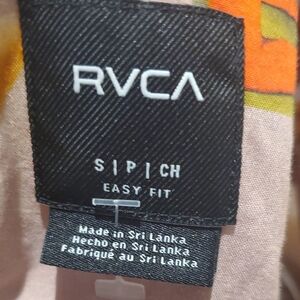 RVCA
S | P | CH
EASY FIT
Made in Sri Lanka
Hecho en Sri Lanka
Fabriqué au Sri Lanka